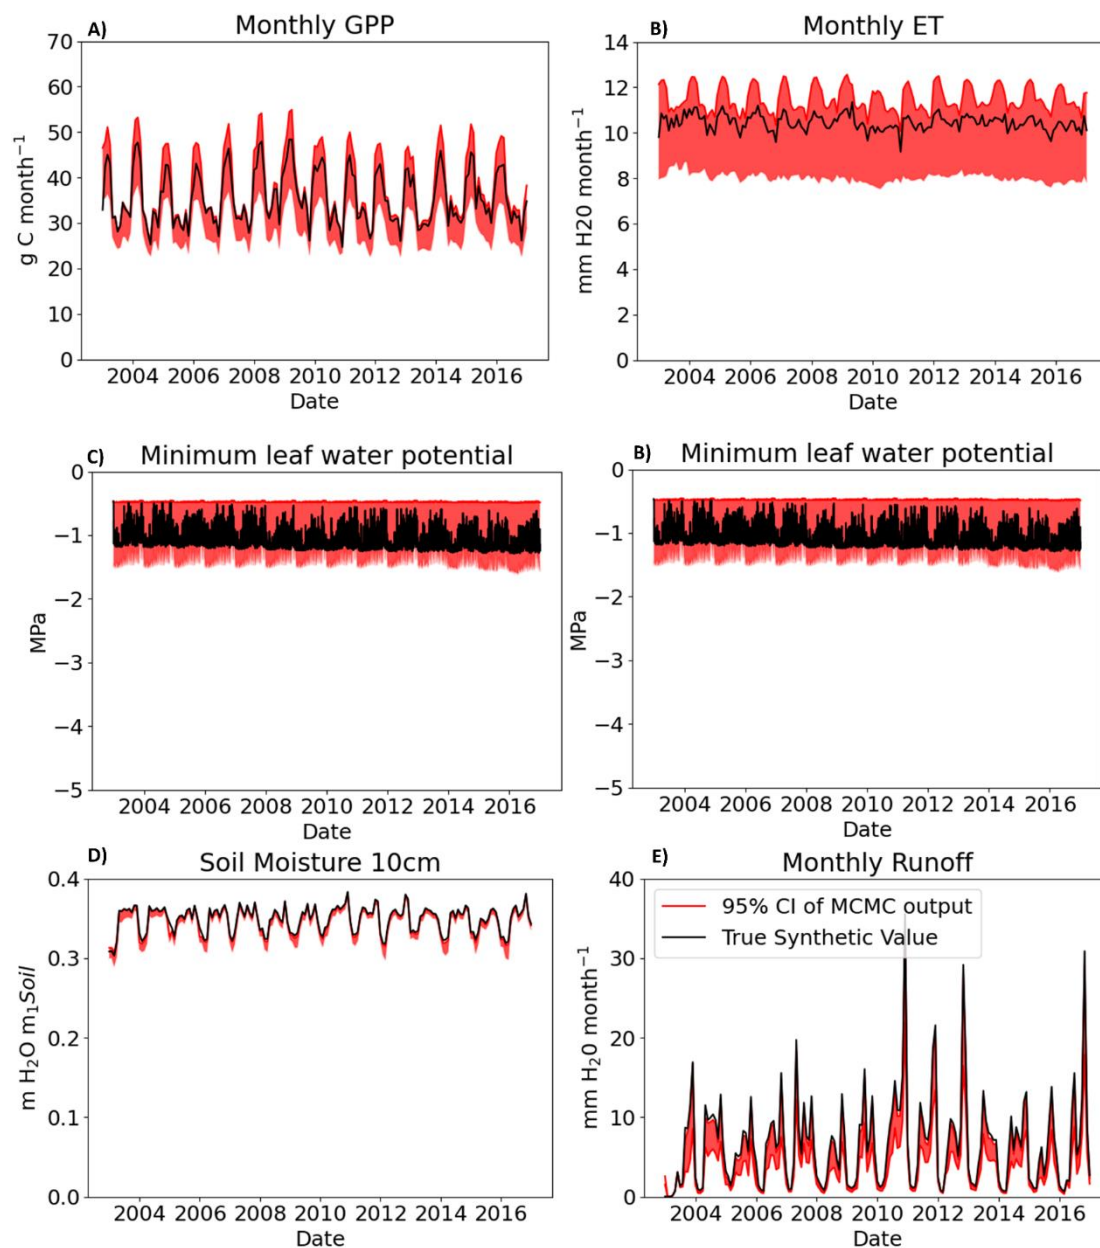 A) Monthly GPP
70
60
50
40
30
20
10
0
g C month⁻¹
2004 2006 2008 2010 2012 2014 2016
Date
B) Monthly ET
14
12
10
8
6
4
2
0
mm H20 month⁻¹
2004 2006 2008 2010 2012 2014 2016
Date
C) Minimum leaf water potential
0
−1
−2
−3
−4
−5
MPa
2004 2006 2008 2010 2012 2014 2016
Date
B) Minimum leaf water potential
0
−1
−2
−3
−4
−5
MPa
2004 2006 2008 2010 2012 2014 2016
Date
D) Soil Moisture 10cm
0.4
0.3
0.2
0.1
0.0
m H₂O m₁Soil
2004 2006 2008 2010 2012 2014 2016
Date
E) Monthly Runoff
40
30
20
10
0
mm H₂0 month⁻¹
95% CI of MCMC output
True Synthetic Value
2004 2006 2008 2010 2012 2014 2016
Date